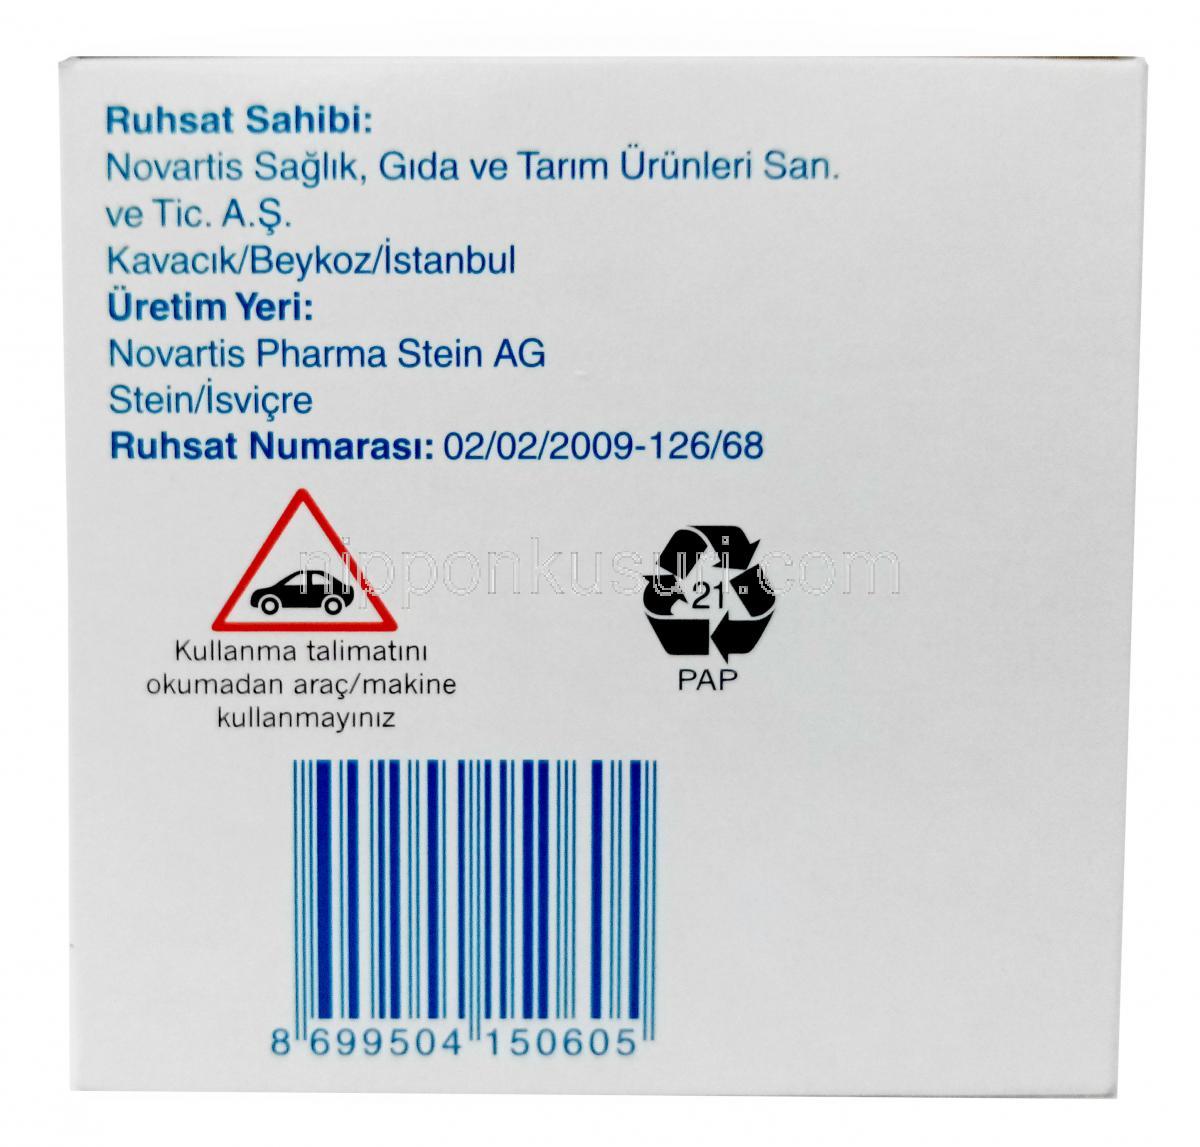 Ruhsat Sahibi:
Novartis Sağlık, Gıda ve Tarım Ürünleri San.
ve Tic. A.Ş.
Kavacık/Beykoz/İstanbul
Üretim Yeri:
Novartis Pharma Stein AG
Stein/İsviçre
Ruhsat Numarası: 02/02/2009-126/68
nipponkusuri.com
21
PAP
Kullanma talimatını
okumadan araç/makine
kullanmayınız
8 699504 150605